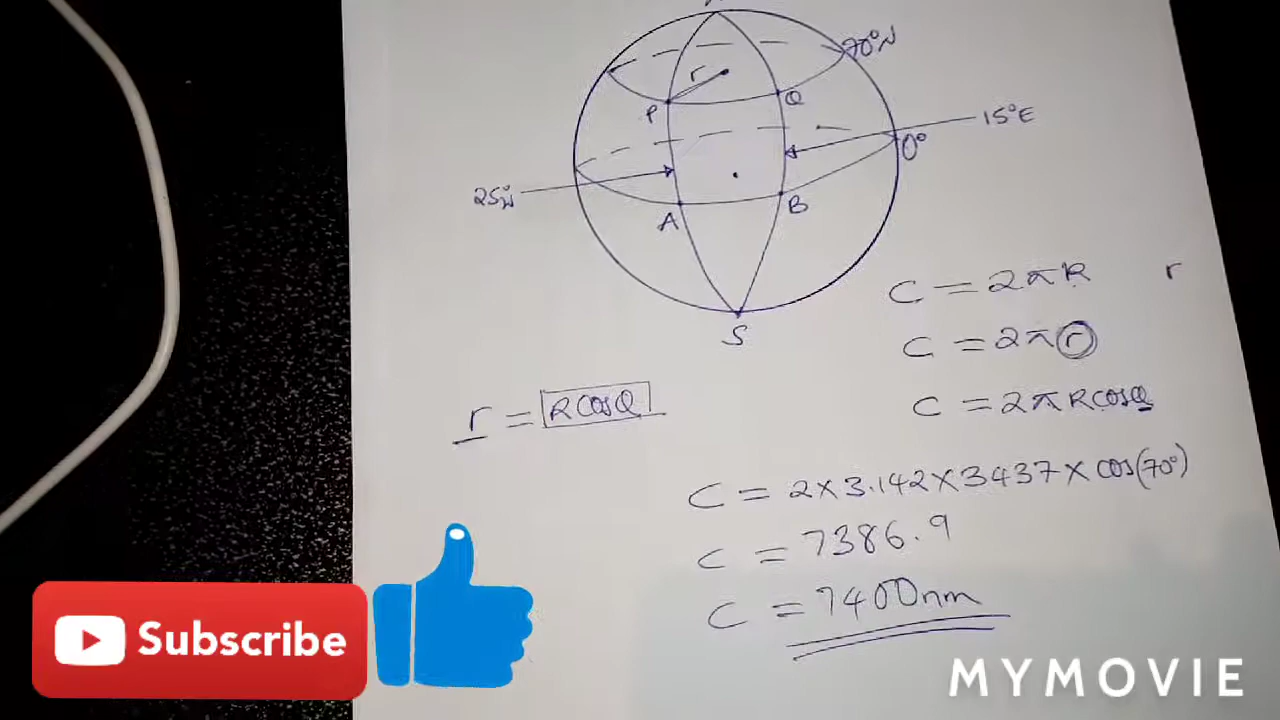 70°N
r
P
Q
15°E
0°
25°W
A
B
S
C = 2πR
r
C = 2πr
r = RCosθ
C = 2πRCosθ
C = 2×3.142×3437×Cos(70°)
C = 7386.9
C = 7400nm
Subscribe
MYMOVIE